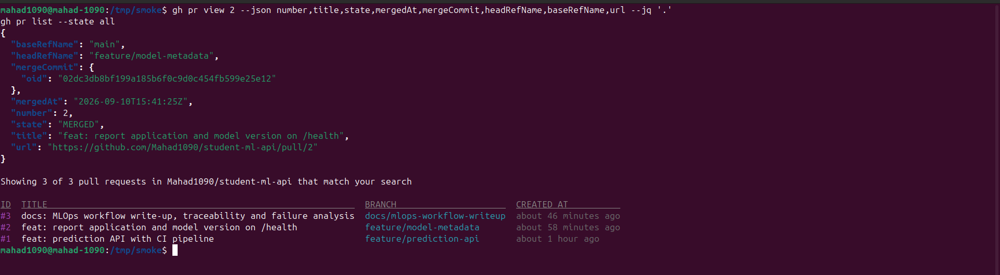 mahad1090@mahad-1090:/tmp/smoke$ gh pr view 2 --json number,title,state,mergedAt,mergeCommit,headRefName,baseRefName,url --jq '.'
gh pr list --state all
{
  "baseRefName": "main",
  "headRefName": "feature/model-metadata",
  "mergeCommit": {
    "oid": "02dc3db8bf199a185b6f0c9d0c454fb599e25e12"
  },
  "mergedAt": "2026-09-10T15:41:25Z",
  "number": 2,
  "state": "MERGED",
  "title": "feat: report application and model version on /health",
  "url": "https://github.com/Mahad1090/student-ml-api/pull/2"
}
Showing 3 of 3 pull requests in Mahad1090/student-ml-api that match your search
ID  TITLE  BRANCH  CREATED AT
#3  docs: MLOps workflow write-up, traceability and failure analysis  docs/mlops-workflow-writeup  about 46 minutes ago
#2  feat: report application and model version on /health  feature/model-metadata  about 58 minutes ago
#1  feat: prediction API with CI pipeline  feature/prediction-api  about 1 hour ago
mahad1090@mahad-1090:/tmp/smoke$